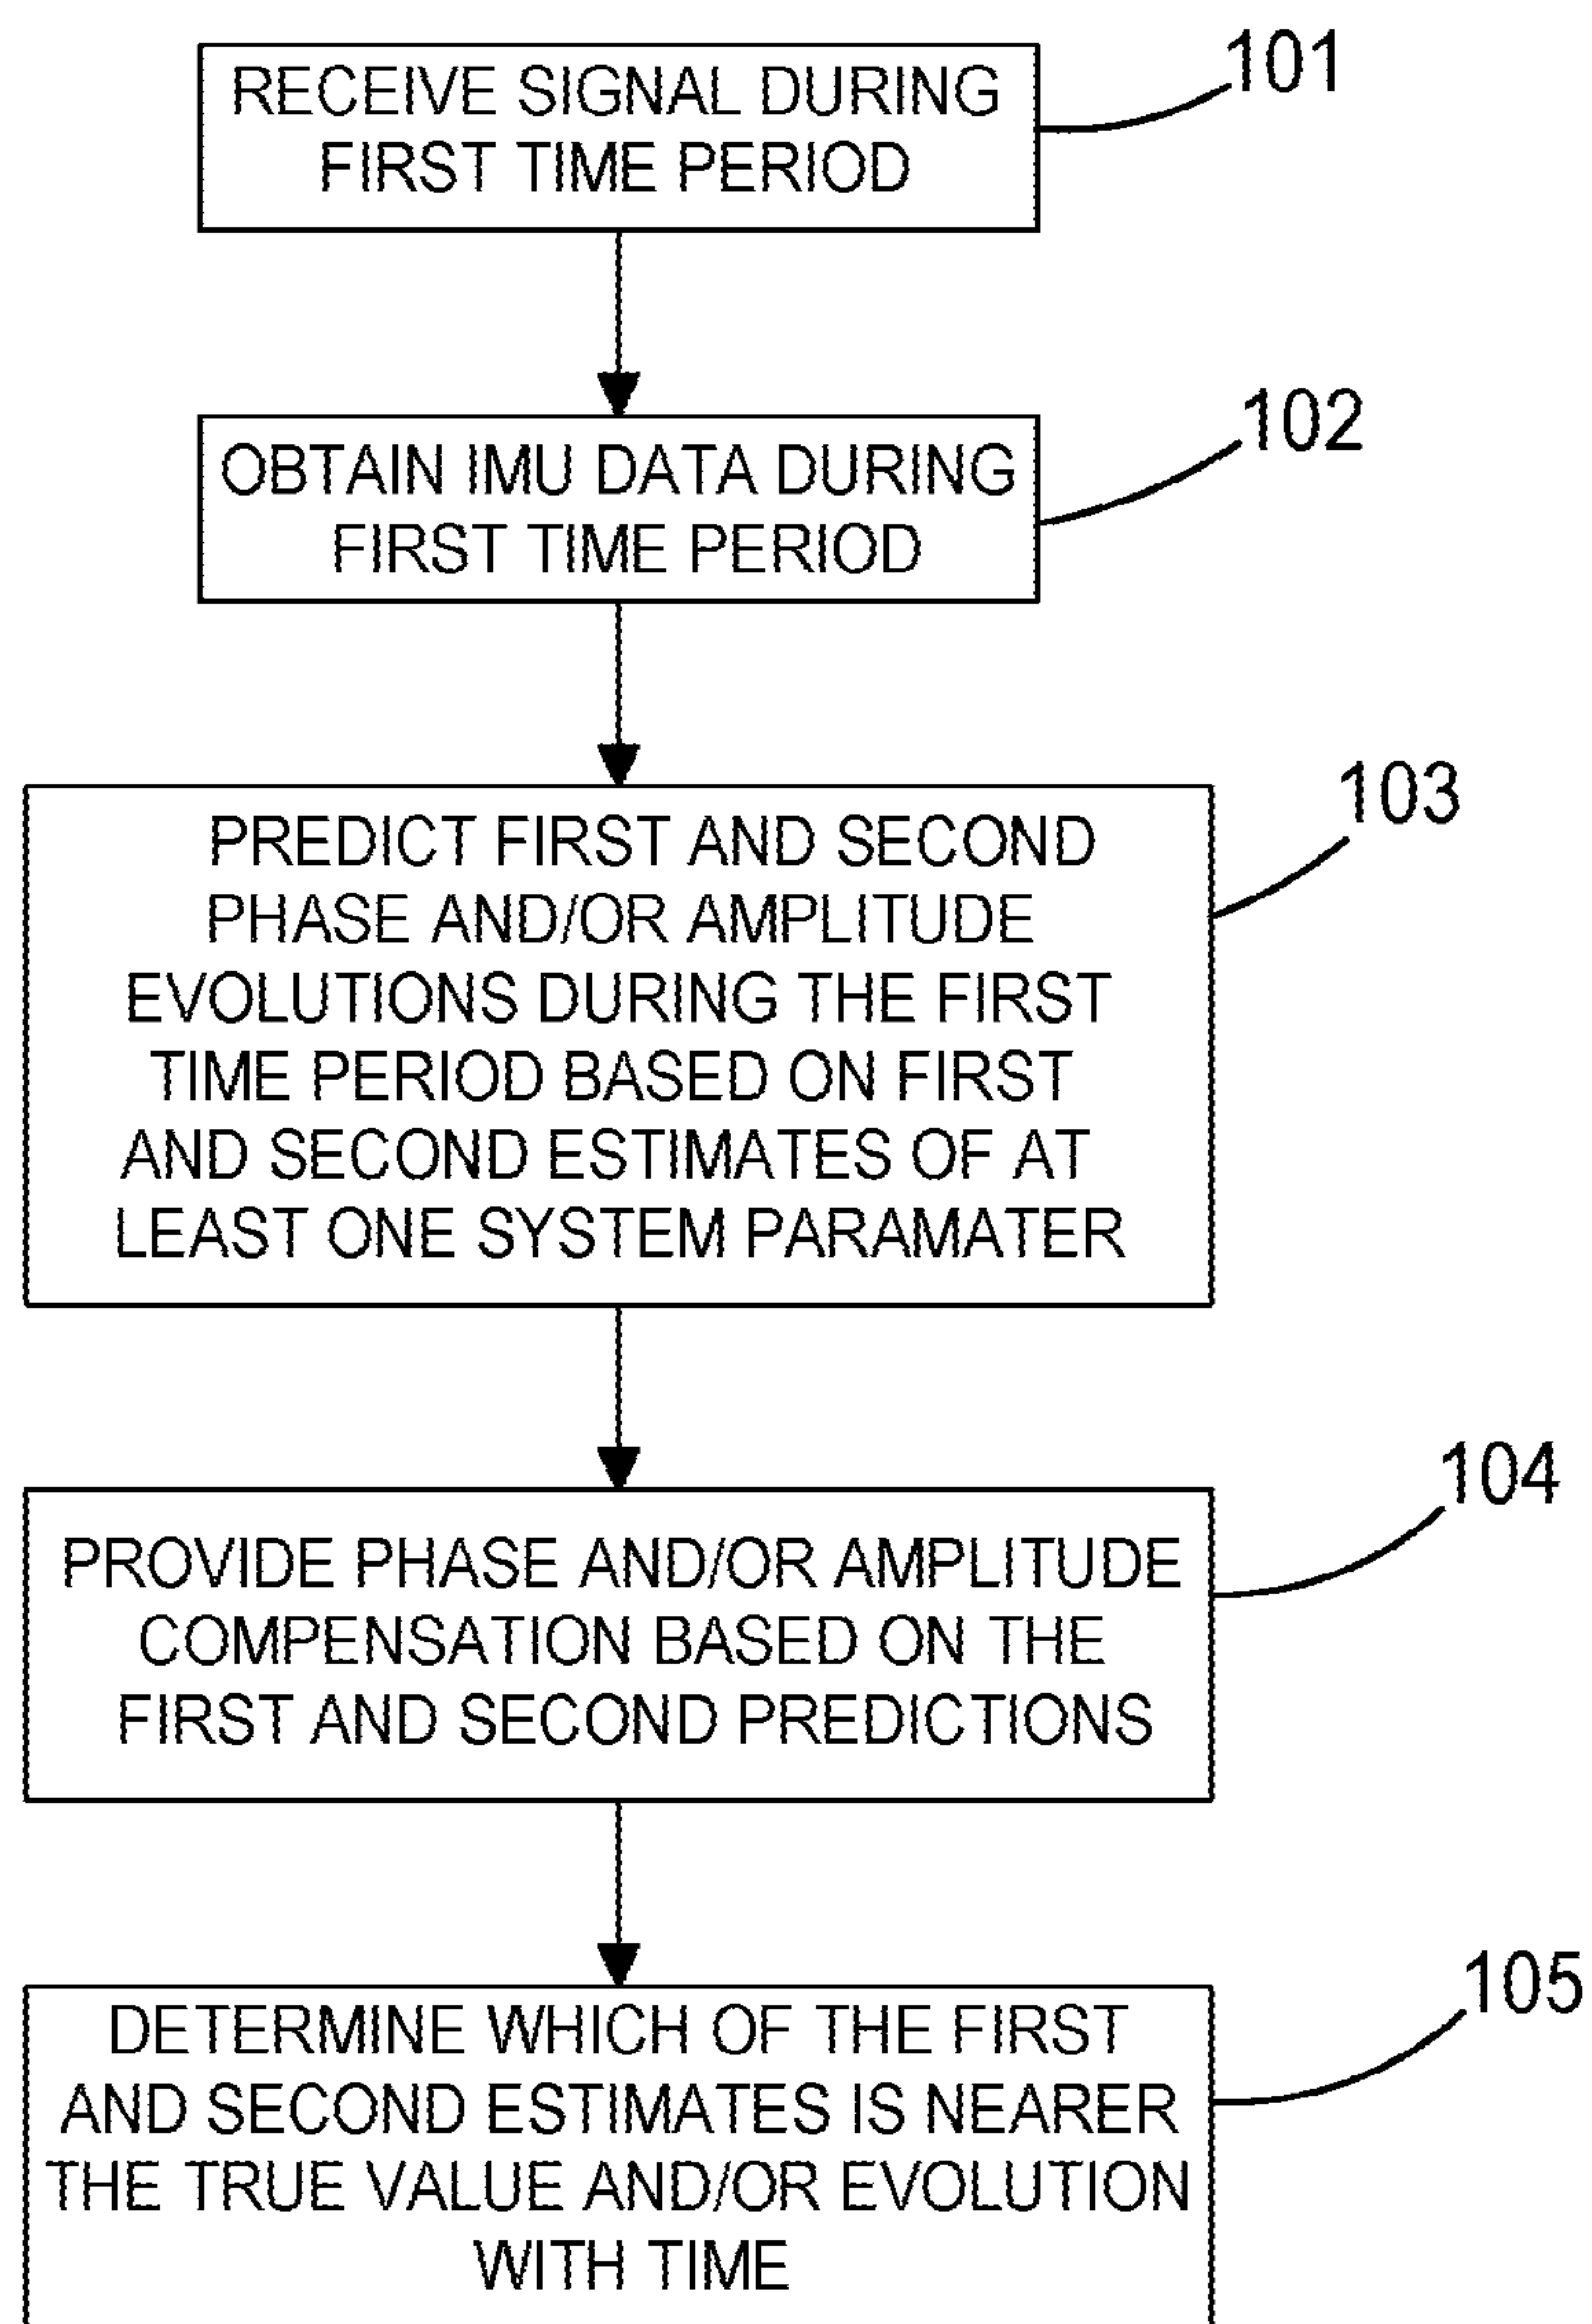 RECEIVE SIGNAL DURING
FIRST TIME PERIOD
101
OBTAIN IMU DATA DURING
FIRST TIME PERIOD
102
PREDICT FIRST AND SECOND
PHASE AND/OR AMPLITUDE
EVOLUTIONS DURING THE FIRST
TIME PERIOD BASED ON FIRST
AND SECOND ESTIMATES OF AT
LEAST ONE SYSTEM PARAMATER
103
PROVIDE PHASE AND/OR AMPLITUDE
COMPENSATION BASED ON THE
FIRST AND SECOND PREDICTIONS
104
DETERMINE WHICH OF THE FIRST
AND SECOND ESTIMATES IS NEARER
THE TRUE VALUE AND/OR EVOLUTION
WITH TIME
105